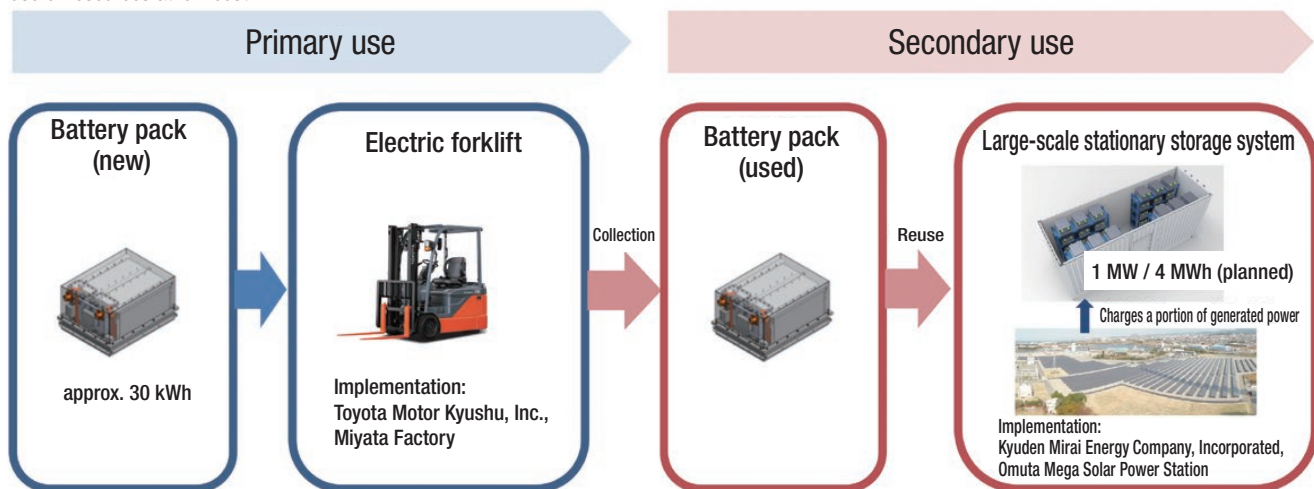 Primary use
Secondary use
Battery pack
(new)
approx. 30 kWh
Electric forklift
Implementation:
Toyota Motor Kyushu, Inc.,
Miyata Factory
Collection
Battery pack
(used)
Reuse
Large-scale stationary storage system
1 MW / 4 MWh (planned)
Charges a portion of generated power
Implementation:
Kyuden Mirai Energy Company, Incorporated,
Omuta Mega Solar Power Station